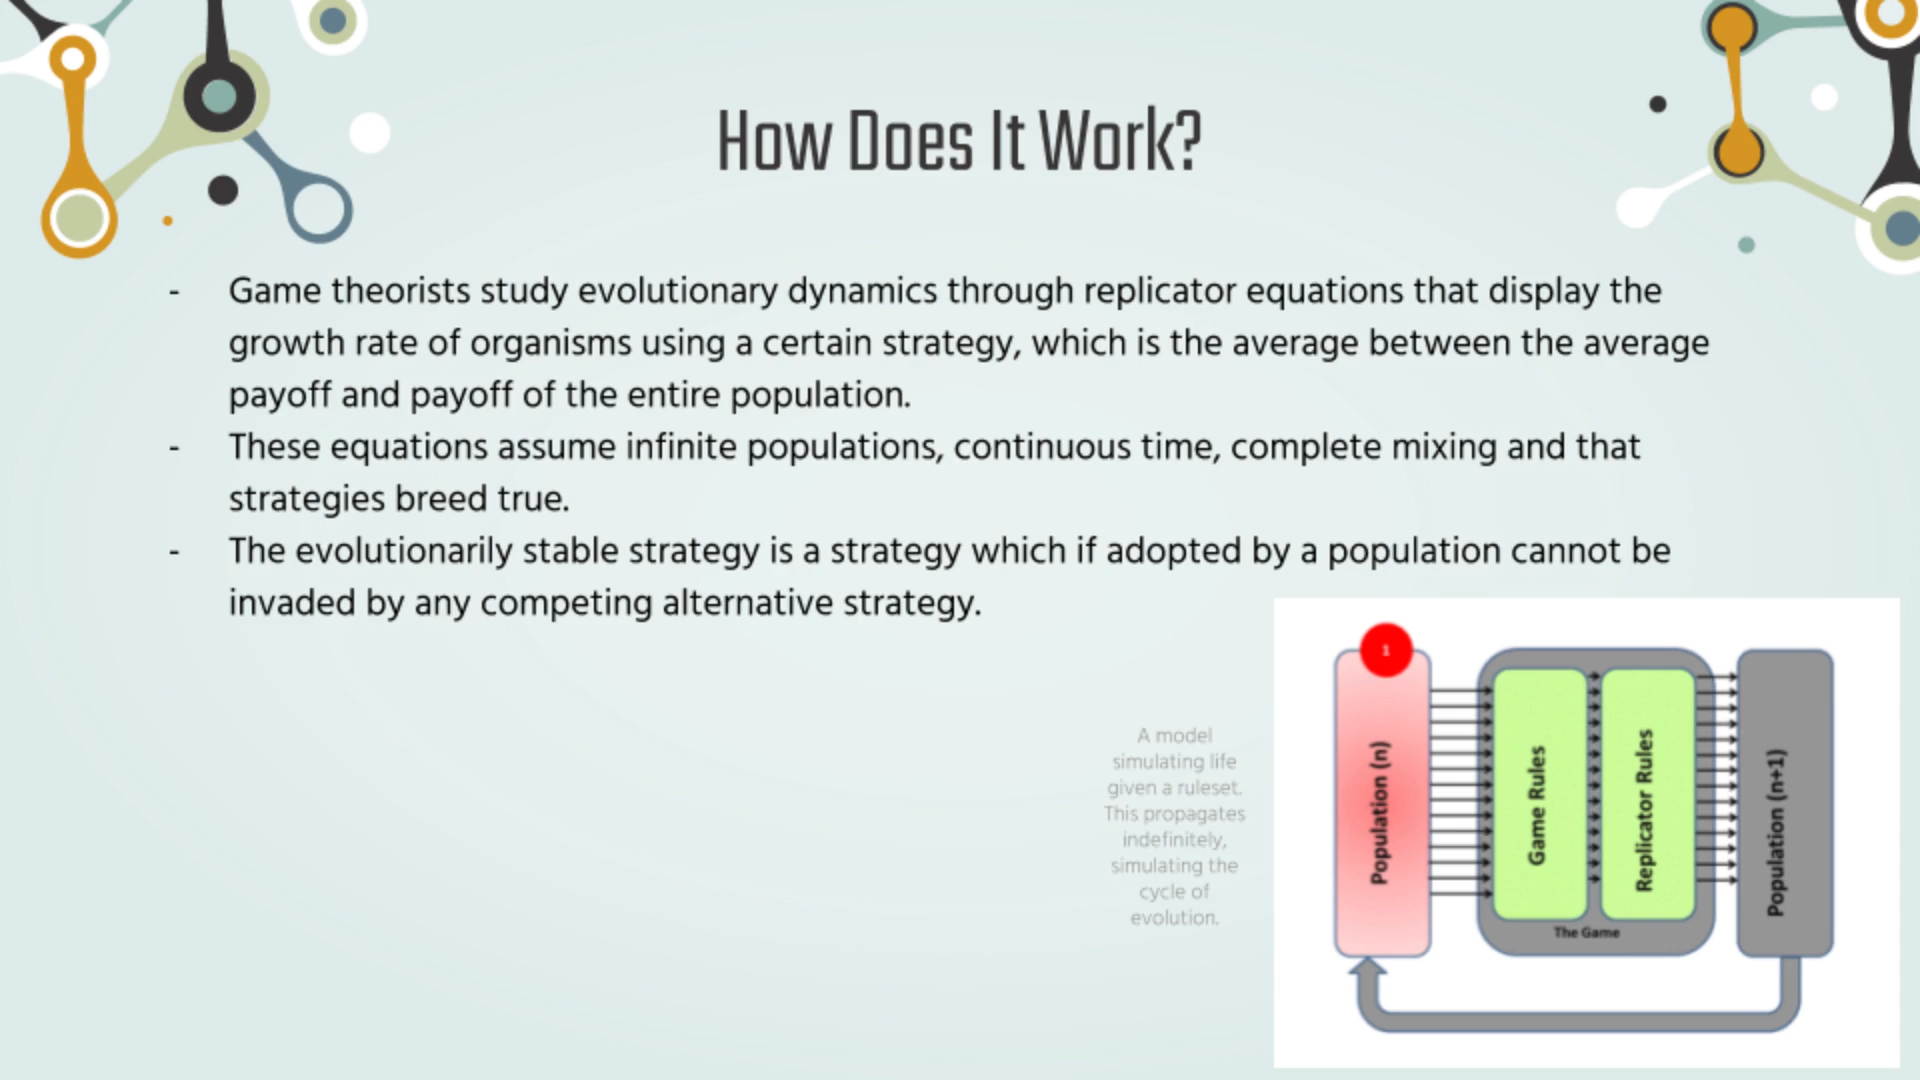 How Does It Work?
- Game theorists study evolutionary dynamics through replicator equations that display the
growth rate of organisms using a certain strategy, which is the average between the average
payoff and payoff of the entire population.
- These equations assume infinite populations, continuous time, complete mixing and that
strategies breed true.
- The evolutionarily stable strategy is a strategy which if adopted by a population cannot be
invaded by any competing alternative strategy.
A model
simulating life
given a ruleset.
This propagates
indefinitely,
simulating the
cycle of
evolution.
1
Population (n)
Game Rules
Replicator Rules
The Game
Population (n+1)